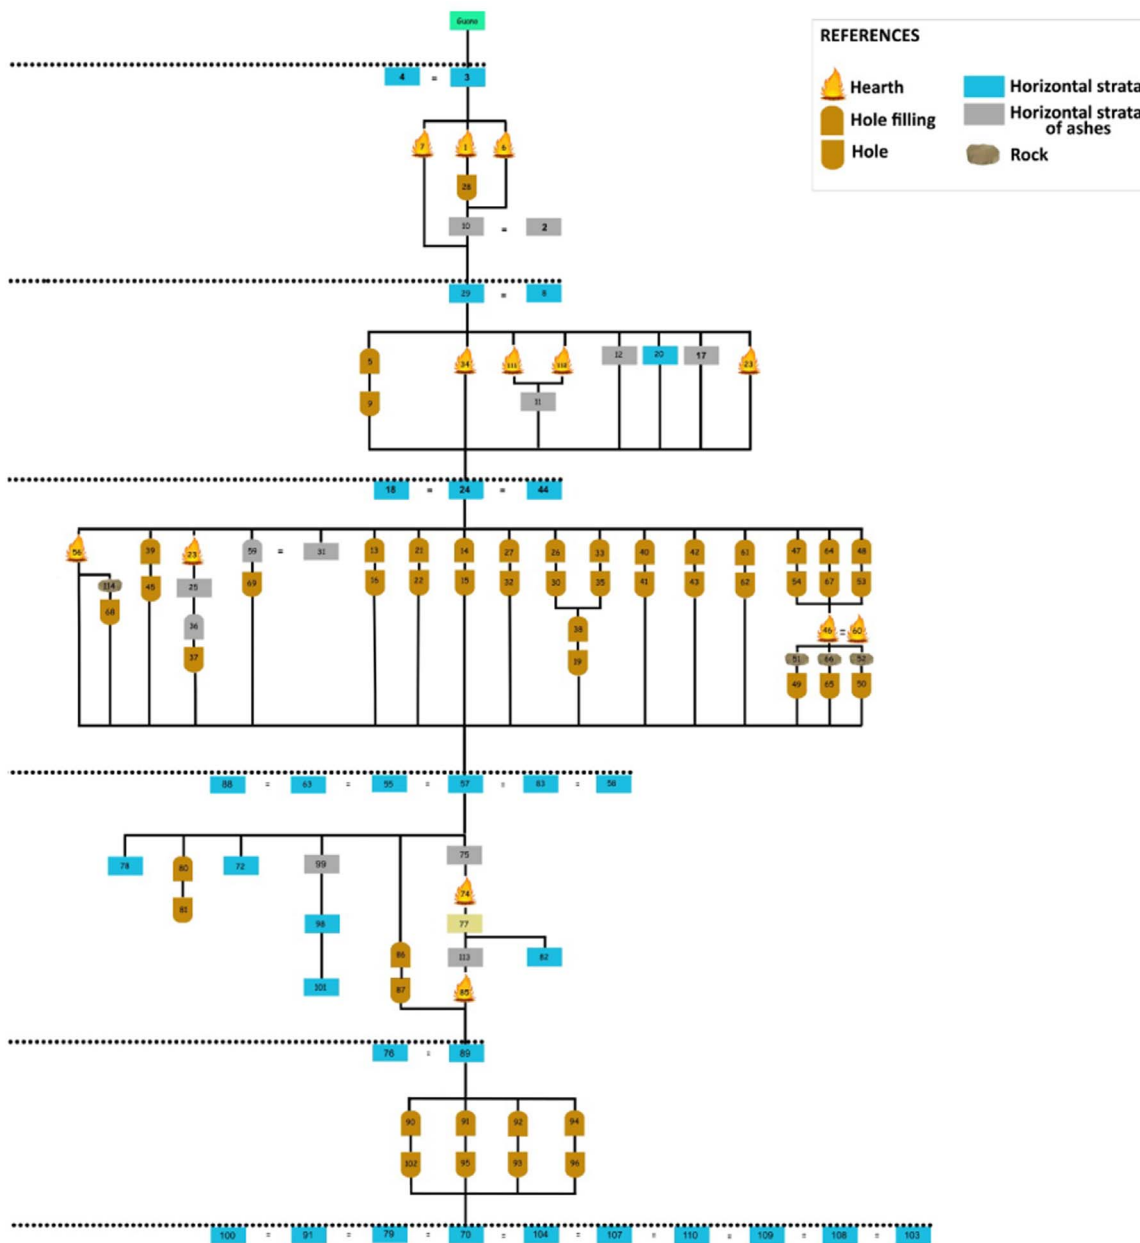 Guano
REFERENCES
Hearth
Hole filling
Hole
Horizontal strata
Horizontal strata
of ashes
Rock
4 = 3
7 1 6
28
10 = 2
29 = 8
5 34 111 112 12 20 17 23
9 11
18 = 24 = 44
56 39 23 59 = 31 13 21 14 27 26 33 40 42 61 47 64 48
114 45 25 69 16 22 15 32 30 35 41 43 62 54 67 53
68 36 38 46 = 60
37 19 51 66 52
49 65 50
88 = 63 = 55 = 57 = 83 = 58
78 80 72 99 75
81 74
98 77
86 113 82
101 87 85
76 = 89
90 91 92 94
102 95 93 96
100 = 91 = 79 = 70 = 104 = 107 = 110 = 109 = 108 = 103